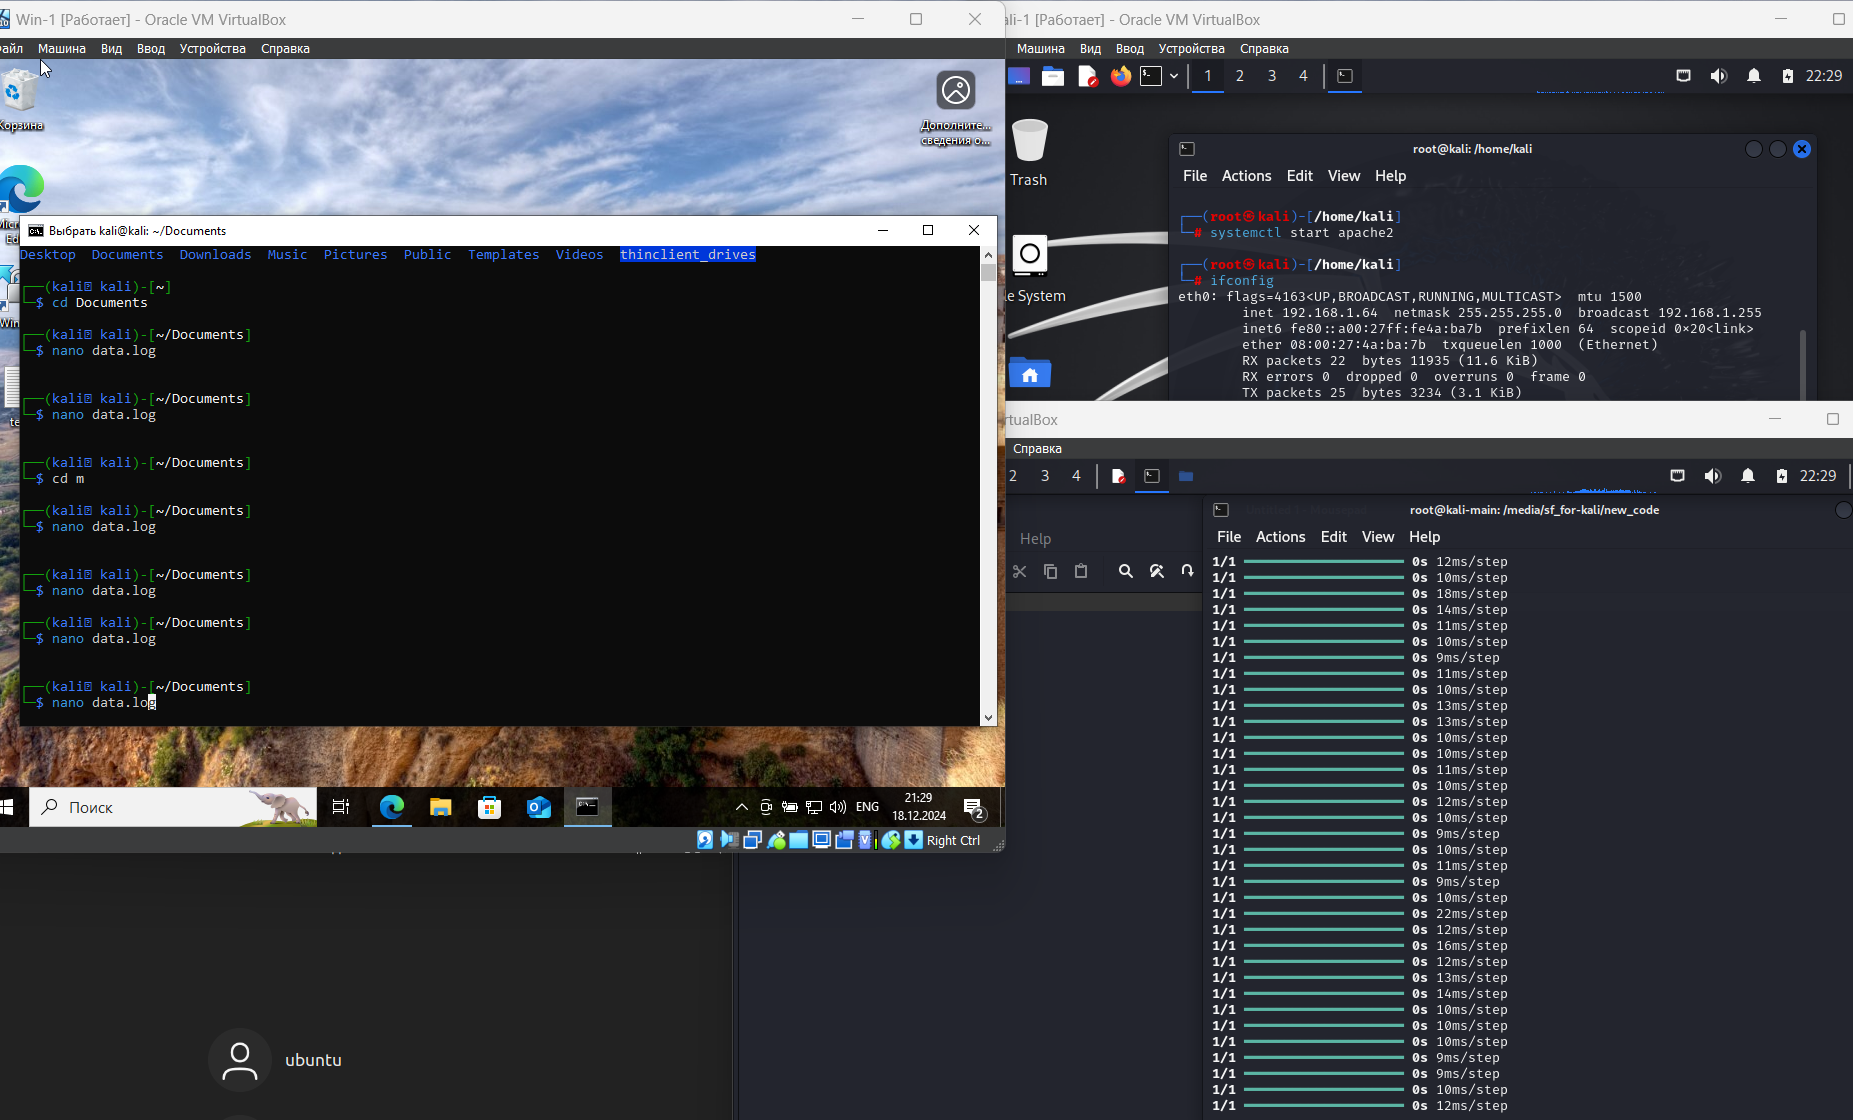 Win-1 [Работает] - Oracle VM VirtualBox
айл Машина Вид Ввод Устройства Справка
Корзина
Дополните...
сведения о...
Выбрать kali@kali: ~/Documents
Desktop Documents Downloads Music Pictures Public Templates Videos thinclient_drives
┌──(kali kali)-[~]
└─$ cd Documents
┌──(kali kali)-[~/Documents]
└─$ nano data.log
┌──(kali kali)-[~/Documents]
└─$ nano data.log
┌──(kali kali)-[~/Documents]
└─$ cd m
┌──(kali kali)-[~/Documents]
└─$ nano data.log
┌──(kali kali)-[~/Documents]
└─$ nano data.log
┌──(kali kali)-[~/Documents]
└─$ nano data.log
┌──(kali kali)-[~/Documents]
└─$ nano data.log
Поиск
ENG
21:29
18.12.2024
2
Right Ctrl
ubuntu
ali-1 [Работает] - Oracle VM VirtualBox
Машина Вид Ввод Устройства Справка
1 2 3 4
22:29
Trash
le System
root@kali: /home/kali
File Actions Edit View Help
┌──(root㉿kali)-[/home/kali]
└─# systemctl start apache2
┌──(root㉿kali)-[/home/kali]
└─# ifconfig
eth0: flags=4163<UP,BROADCAST,RUNNING,MULTICAST> mtu 1500
inet 192.168.1.64 netmask 255.255.255.0 broadcast 192.168.1.255
inet6 fe80::a00:27ff:fe4a:ba7b prefixlen 64 scopeid 0×20<link>
ether 08:00:27:4a:ba:7b txqueuelen 1000 (Ethernet)
RX packets 22 bytes 11935 (11.6 KiB)
RX errors 0 dropped 0 overruns 0 frame 0
TX packets 25 bytes 3234 (3.1 KiB)
rtualBox
Справка
2 3 4
22:29
Help
root@kali-main: /media/sf_for-kali/new_code
File Actions Edit View Help
1/1 0s 12ms/step
1/1 0s 10ms/step
1/1 0s 18ms/step
1/1 0s 14ms/step
1/1 0s 11ms/step
1/1 0s 10ms/step
1/1 0s 9ms/step
1/1 0s 11ms/step
1/1 0s 10ms/step
1/1 0s 13ms/step
1/1 0s 13ms/step
1/1 0s 10ms/step
1/1 0s 10ms/step
1/1 0s 11ms/step
1/1 0s 10ms/step
1/1 0s 12ms/step
1/1 0s 10ms/step
1/1 0s 9ms/step
1/1 0s 10ms/step
1/1 0s 11ms/step
1/1 0s 9ms/step
1/1 0s 10ms/step
1/1 0s 22ms/step
1/1 0s 12ms/step
1/1 0s 16ms/step
1/1 0s 12ms/step
1/1 0s 13ms/step
1/1 0s 14ms/step
1/1 0s 10ms/step
1/1 0s 10ms/step
1/1 0s 10ms/step
1/1 0s 9ms/step
1/1 0s 9ms/step
1/1 0s 10ms/step
1/1 0s 12ms/step